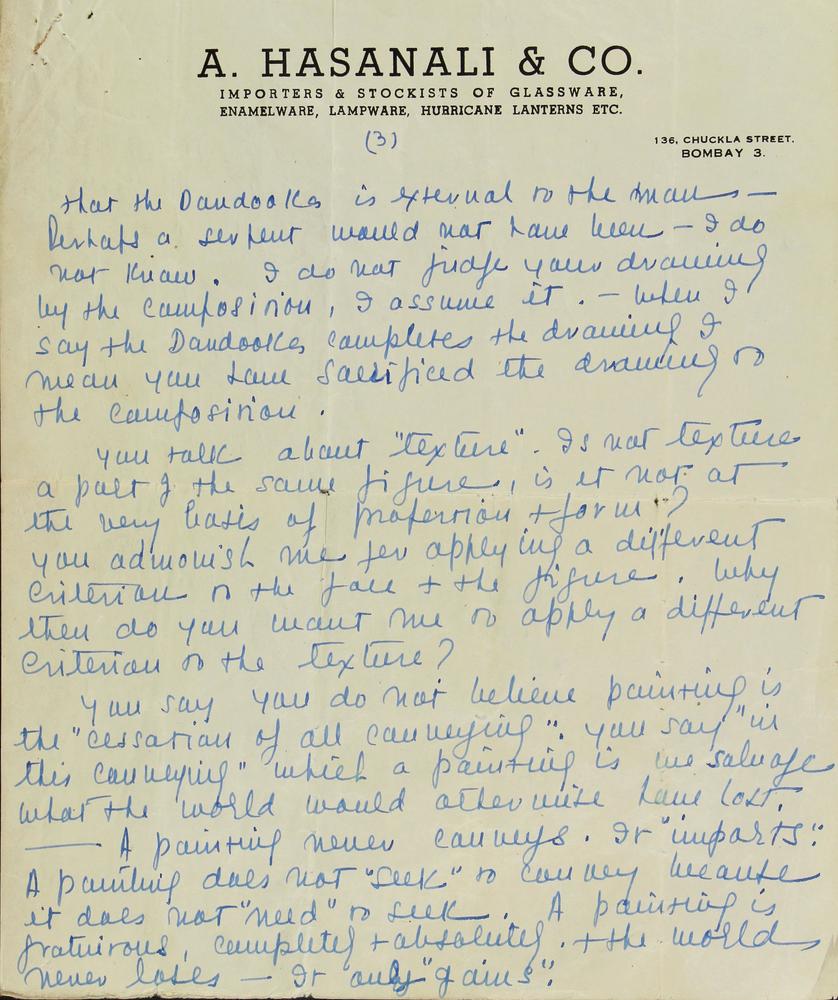 A. HASANALI & CO.
IMPORTERS & STOCKISTS OF GLASSWARE,
ENAMELWARE, LAMPWARE, HURRICANE LANTERNS ETC.
(3)
136, CHUCKLA STREET.
BOMBAY 3.
that the Dandooka is external to the man —
Perhaps a serpent would not have been — I do
not know. I do not judge your drawing
by the composition, I assume it. — When I
say the Dandooka completes the drawing I
mean you have sacrificed the drawing to
the composition.
You talk about "texture". Is not texture
a part of the same figure, is it not at
the very basis of proportion + form?
You admonish me for applying a different
criterion to the face + the figure. Why
then do you want me to apply a different
criterion to the texture?
You say you do not believe painting is
the "cessation of all conveying". You say "in
this conveying" which a painting is we salvage
what the world would otherwise have lost.
— A painting never conveys. It "imparts".
A painting does not "seek" to convey because
it does not "need" to seek. A painting is
gratuitous, completely + absolutely. + the world
never loses — It only "gains".